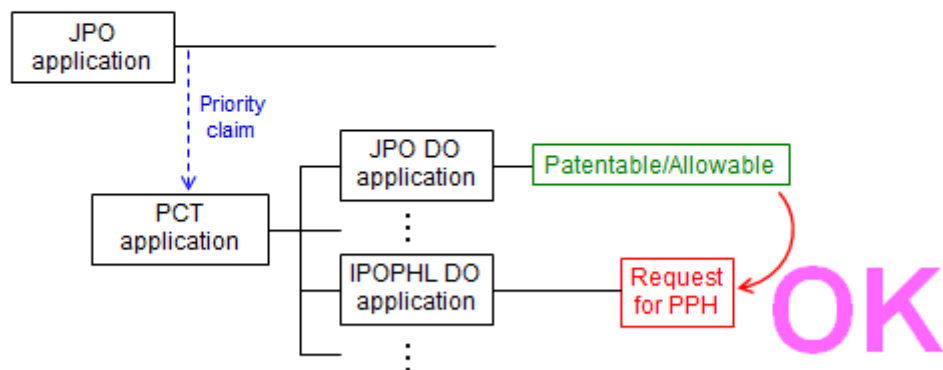 JPO
application
Priority
claim
JPO DO
application
Patentable/Allowable
PCT
application
⋮
IPOPHL DO
application
Request
for PPH
OK
⋮